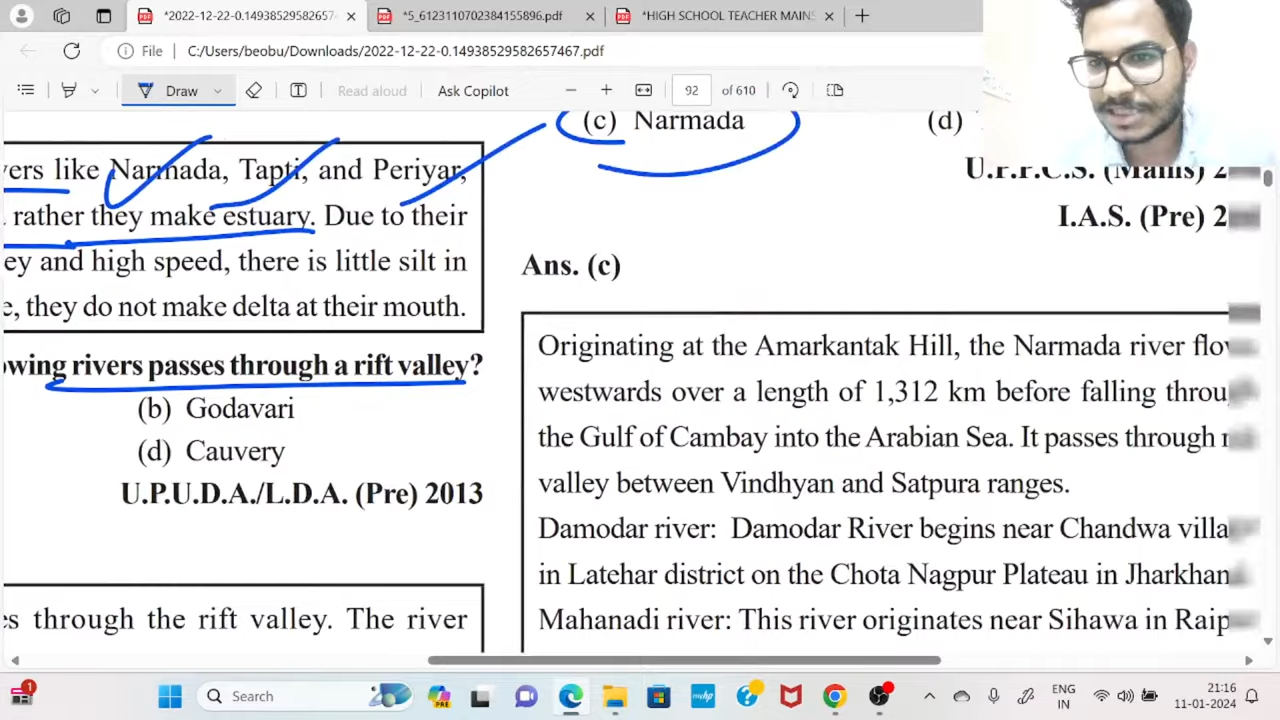 *2022-12-22-0.1493852958265
*5_6123110702384155896.pdf
*HIGH SCHOOL TEACHER MAINS
File
C:/Users/beobu/Downloads/2022-12-22-0.14938529582657467.pdf
Draw
Read aloud
Ask Copilot
92 of 610
vers like Narmada, Tapti, and Periyar,
rather they make estuary. Due to their
ey and high speed, there is little silt in
e, they do not make delta at their mouth.
owing rivers passes through a rift valley?
(b) Godavari
(d) Cauvery
U.P.U.D.A./L.D.A. (Pre) 2013
es through the rift valley. The river
(c) Narmada
(d)
U.P.P.C.S. (Mains) 2
I.A.S. (Pre) 2
Ans. (c)
Originating at the Amarkantak Hill, the Narmada river flo
westwards over a length of 1,312 km before falling throu
the Gulf of Cambay into the Arabian Sea. It passes through
valley between Vindhyan and Satpura ranges.
Damodar river: Damodar River begins near Chandwa villa
in Latehar district on the Chota Nagpur Plateau in Jharkhan
Mahanadi river: This river originates near Sihawa in Raip
1
Search
PRE
ENG
IN
21:16
11-01-2024